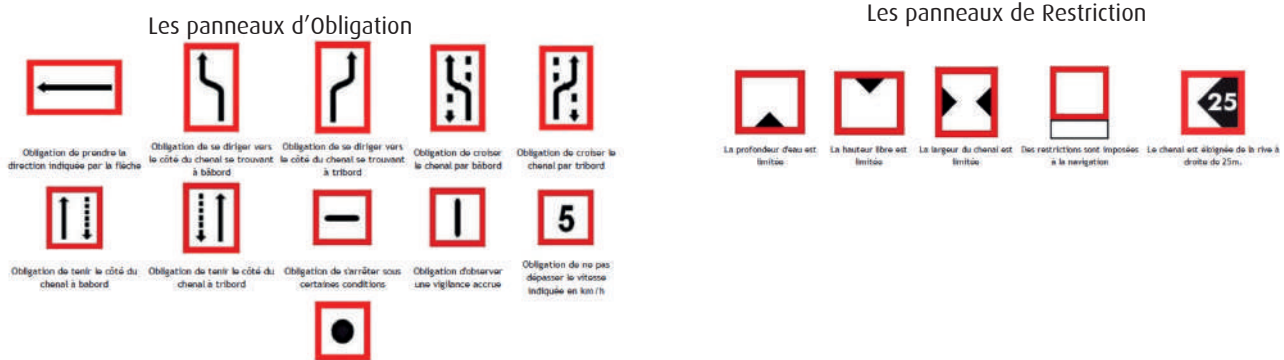 Les panneaux d'Obligation
Obligation de prendre la
direction indiquée par la flèche
Obligation de se diriger vers
le côté du chenal se trouvant
à bâbord
Obligation de se diriger vers
le côté du chenal se trouvant
à tribord
Obligation de croiser
le chenal par bâbord
Obligation de croiser le
chenal par tribord
Obligation de tenir le côté du
chenal à babord
Obligation de tenir le côté du
chenal à tribord
Obligation de s'arrêter sous
certaines conditions
Obligation d'observer
une vigilance accrue
5
Obligation de ne pas
dépasser le vitesse
indiquée en km/h
Les panneaux de Restriction
La profondeur d'eau est
limitée
La hauteur libre est
limitée
La largeur du chenal est
limitée
Des restrictions sont imposées
à la navigation
25
Le chenal est éloignée de la rive à
droite de 25m.